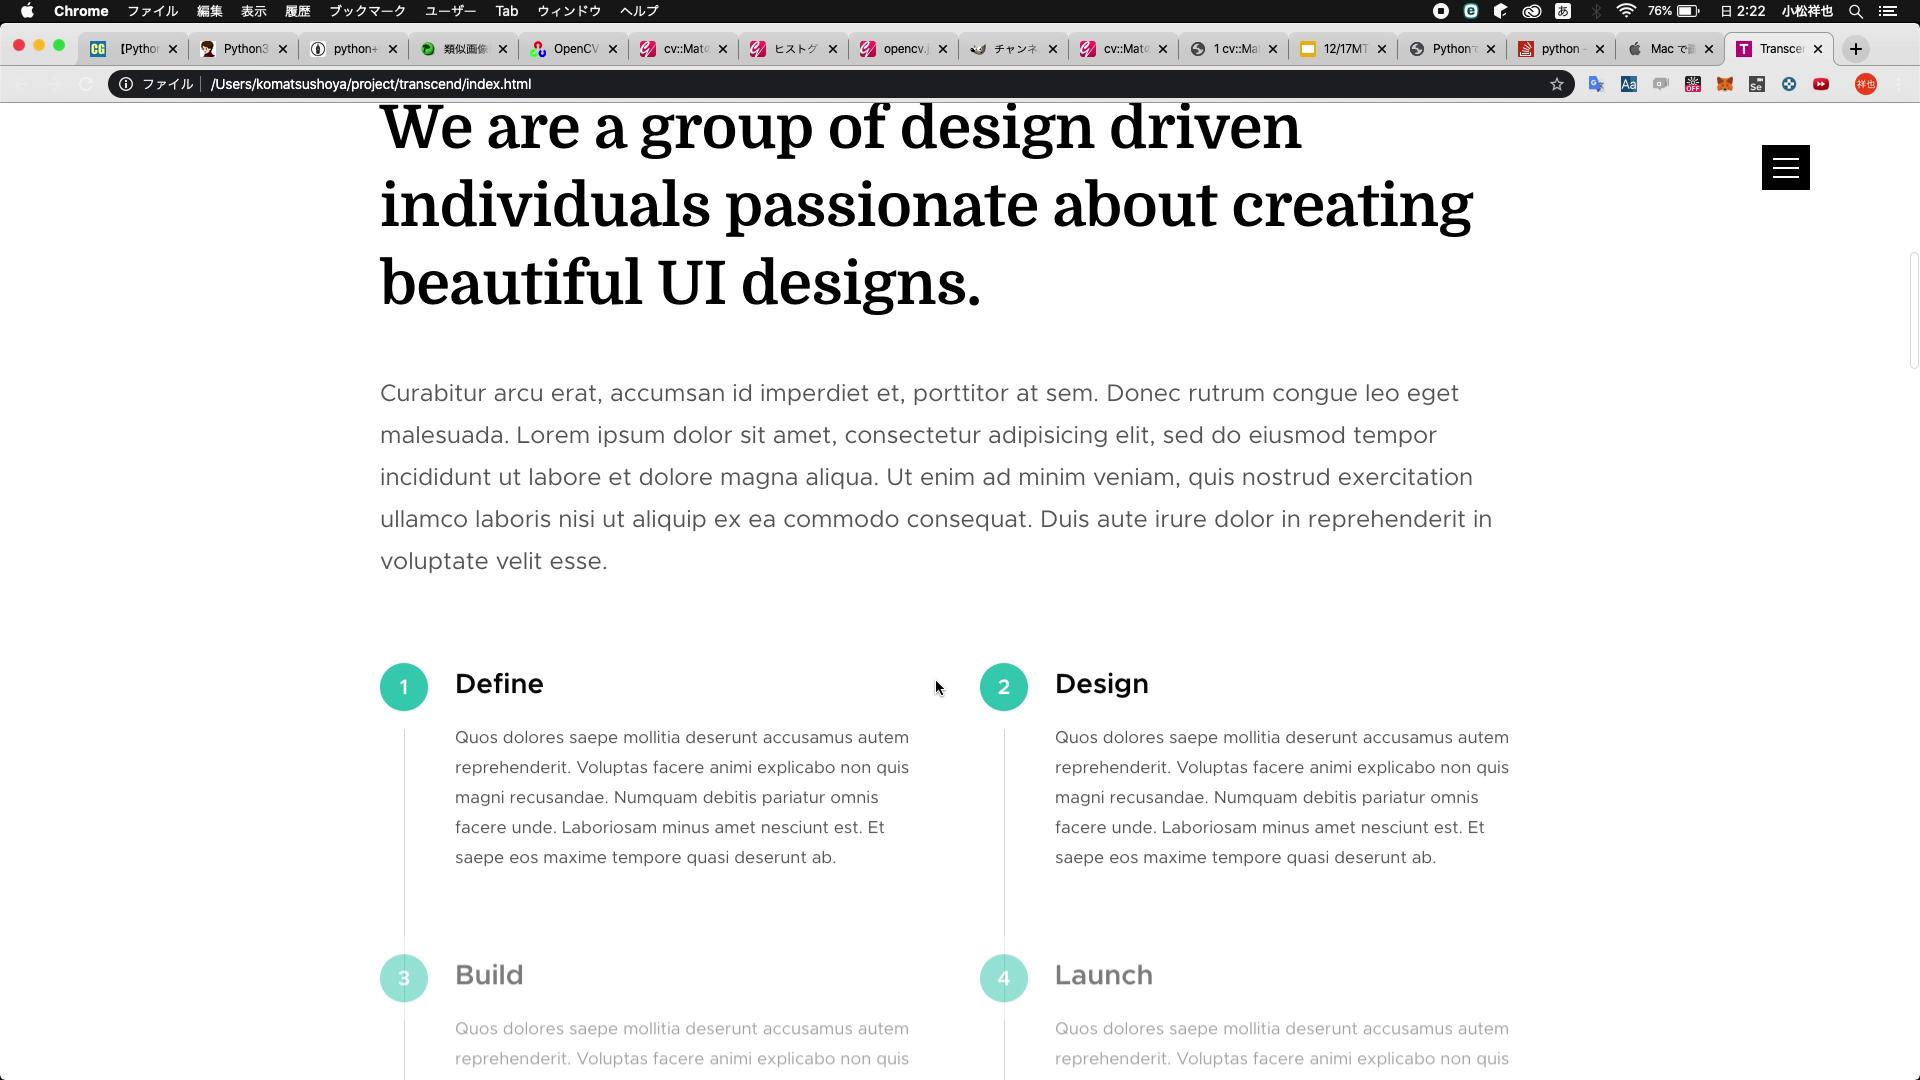 Chrome ファイル 編集 表示 履歴 ブックマーク ユーザー Tab ウィンドウ ヘルプ あ 76% 日 2:22 小松祥也
【Pythor Python3 python+ 類似画像 OpenCV cv::Mat ヒストグ opencv. チャンネ cv::Mat 1 cv::Ma 12/17MT Python python - Mac で Transce
ファイル /Users/komatsushoya/project/transcend/index.html Aa OFF Se 祥也
We are a group of design driven
individuals passionate about creating
beautiful UI designs.
Curabitur arcu erat, accumsan id imperdiet et, porttitor at sem. Donec rutrum congue leo eget
malesuada. Lorem ipsum dolor sit amet, consectetur adipisicing elit, sed do eiusmod tempor
incididunt ut labore et dolore magna aliqua. Ut enim ad minim veniam, quis nostrud exercitation
ullamco laboris nisi ut aliquip ex ea commodo consequat. Duis aute irure dolor in reprehenderit in
voluptate velit esse.
1 Define
Quos dolores saepe mollitia deserunt accusamus autem
reprehenderit. Voluptas facere animi explicabo non quis
magni recusandae. Numquam debitis pariatur omnis
facere unde. Laboriosam minus amet nesciunt est. Et
saepe eos maxime tempore quasi deserunt ab.
2 Design
Quos dolores saepe mollitia deserunt accusamus autem
reprehenderit. Voluptas facere animi explicabo non quis
magni recusandae. Numquam debitis pariatur omnis
facere unde. Laboriosam minus amet nesciunt est. Et
saepe eos maxime tempore quasi deserunt ab.
3 Build
Quos dolores saepe mollitia deserunt accusamus autem
reprehenderit. Voluptas facere animi explicabo non quis
4 Launch
Quos dolores saepe mollitia deserunt accusamus autem
reprehenderit. Voluptas facere animi explicabo non quis